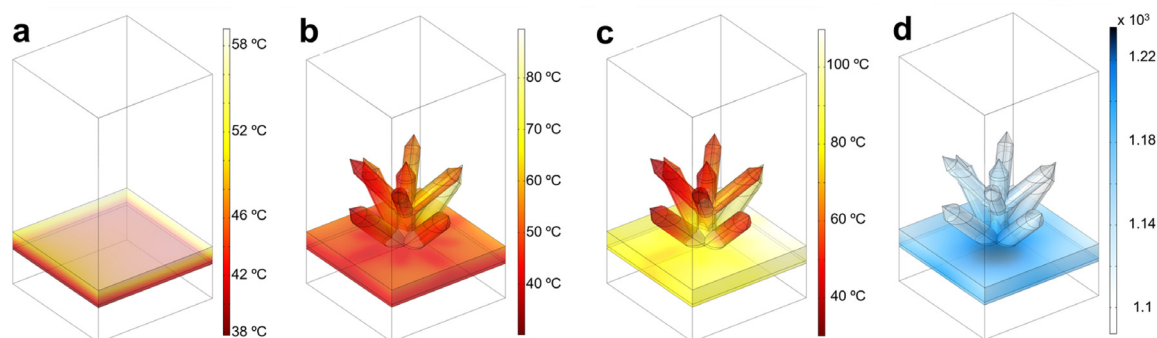 a
58 ºC
52 ºC
46 ºC
42 ºC
38 ºC
b
80 ºC
70 ºC
60 ºC
50 ºC
40 ºC
c
100 ºC
80 ºC
60 ºC
40 ºC
d
x 10³
1.22
1.18
1.14
1.1